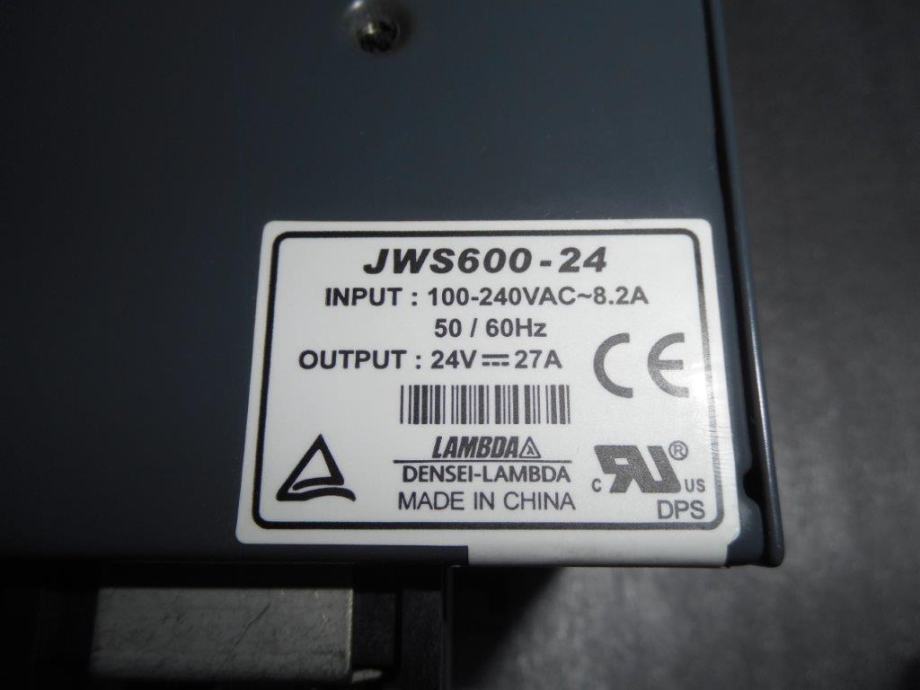 JWS600-24
INPUT : 100-240VAC~8.2A
50 / 60Hz
OUTPUT : 24V⎓27A
CE
LAMBDA
DENSEI-LAMBDA
MADE IN CHINA
c RU ® US
DPS